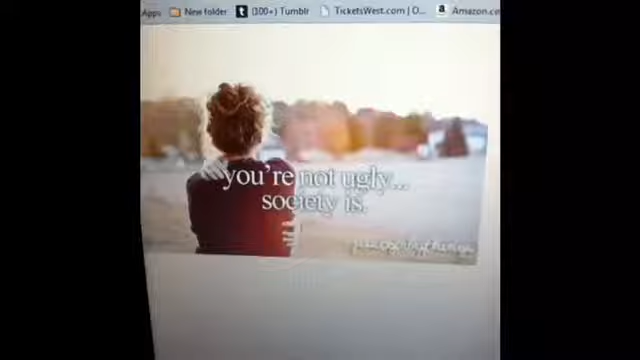 Apps New folder (300+) Tumblr TicketsWest.com | O... Amazon.co
you're not ugly...
society is.